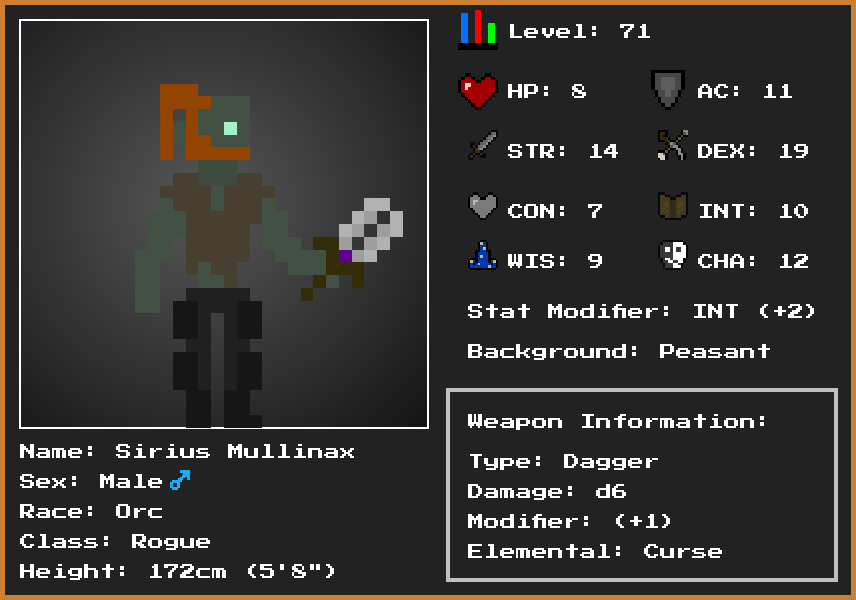 Level: 71
HP: 8
AC: 11
STR: 14
DEX: 19
CON: 7
INT: 10
WIS: 9
CHA: 12
Stat Modifier: INT (+2)
Background: Peasant
Weapon Information:
Type: Dagger
Damage: d6
Modifier: (+1)
Elemental: Curse
Name: Sirius Mullinax
Sex: Male♂
Race: Orc
Class: Rogue
Height: 172cm (5'8")